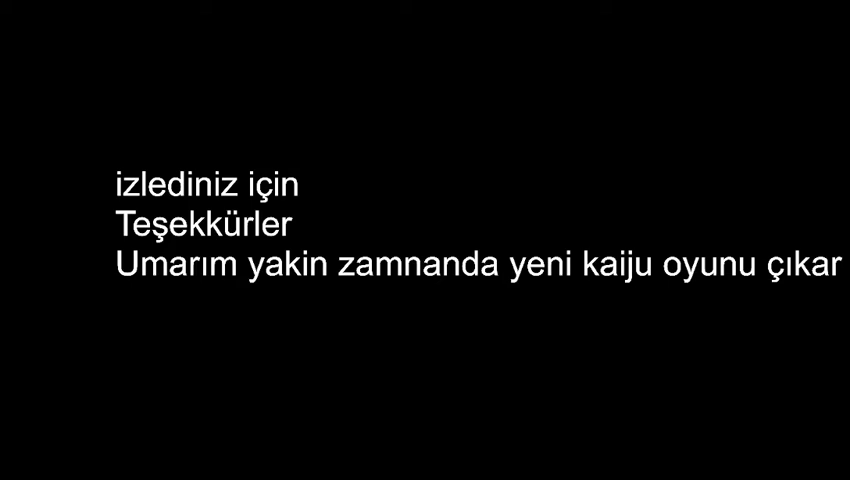 izlediniz için
Teşekkürler
Umarım yakin zamnanda yeni kaiju oyunu çıkar